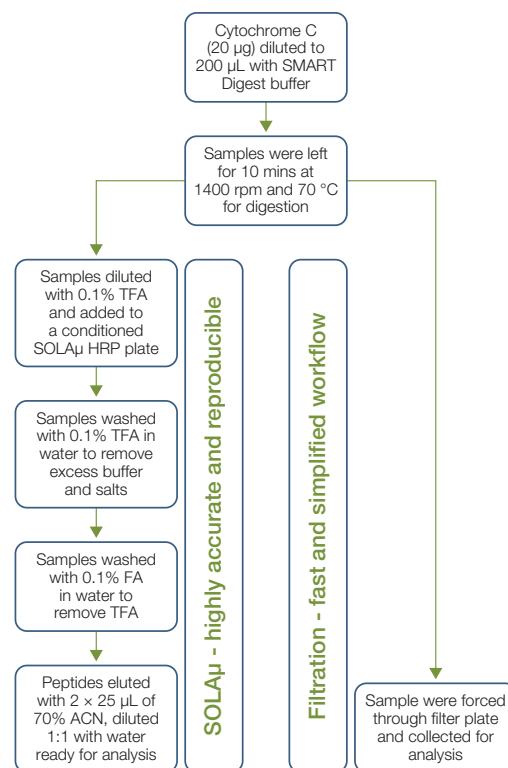 Cytochrome C
(20 µg) diluted to
200 µL with SMART
Digest buffer
Samples were left
for 10 mins at
1400 rpm and 70 °C
for digestion
Samples diluted
with 0.1% TFA
and added to
a conditioned
SOLAµ HRP plate
Samples washed
with 0.1% TFA in
water to remove
excess buffer
and salts
Samples washed
with 0.1% FA
in water to
remove TFA
Peptides eluted
with 2 × 25 µL of
70% ACN, diluted
1:1 with water
ready for analysis
SOLAµ - highly accurate and reproducible
Filtration - fast and simplified workflow
Sample were forced
through filter plate
and collected for
analysis